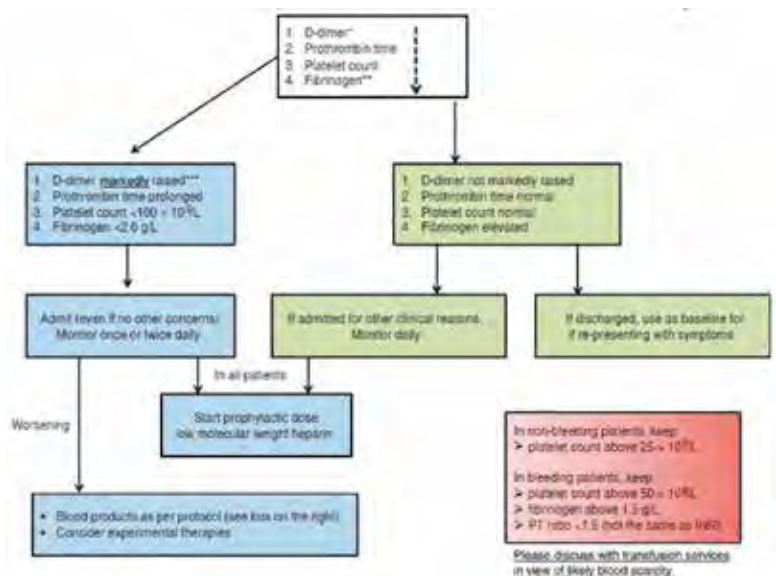 1. D-dimer*
2. Prothrombin time
3. Platelet count
4. Fibrinogen**
1. D-dimer markedly raised***
2. Prothrombin time prolonged
3. Platelet count <100 × 10⁹/L
4. Fibrinogen <2.0 g/L
1. D-dimer not markedly raised
2. Prothrombin time normal
3. Platelet count normal
4. Fibrinogen elevated
Admit (even if no other concerns)
Monitor once or twice daily
If admitted for other clinical reasons,
Monitor daily
If discharged, use as baseline for
if re-presenting with symptoms
In all patients
Start prophylactic dose
low molecular weight heparin
Worsening
• Blood products as per protocol (see box on the right)
• Consider experimental therapies
In non-bleeding patients, keep
➢ platelet count above 25 × 10⁹/L
In bleeding patients, keep
➢ platelet count above 50 × 10⁹/L
➢ fibrinogen above 1.5 g/L
➢ PT ratio <1.5 (not the same as INR)
Please discuss with transfusion services
in view of likely blood scarcity